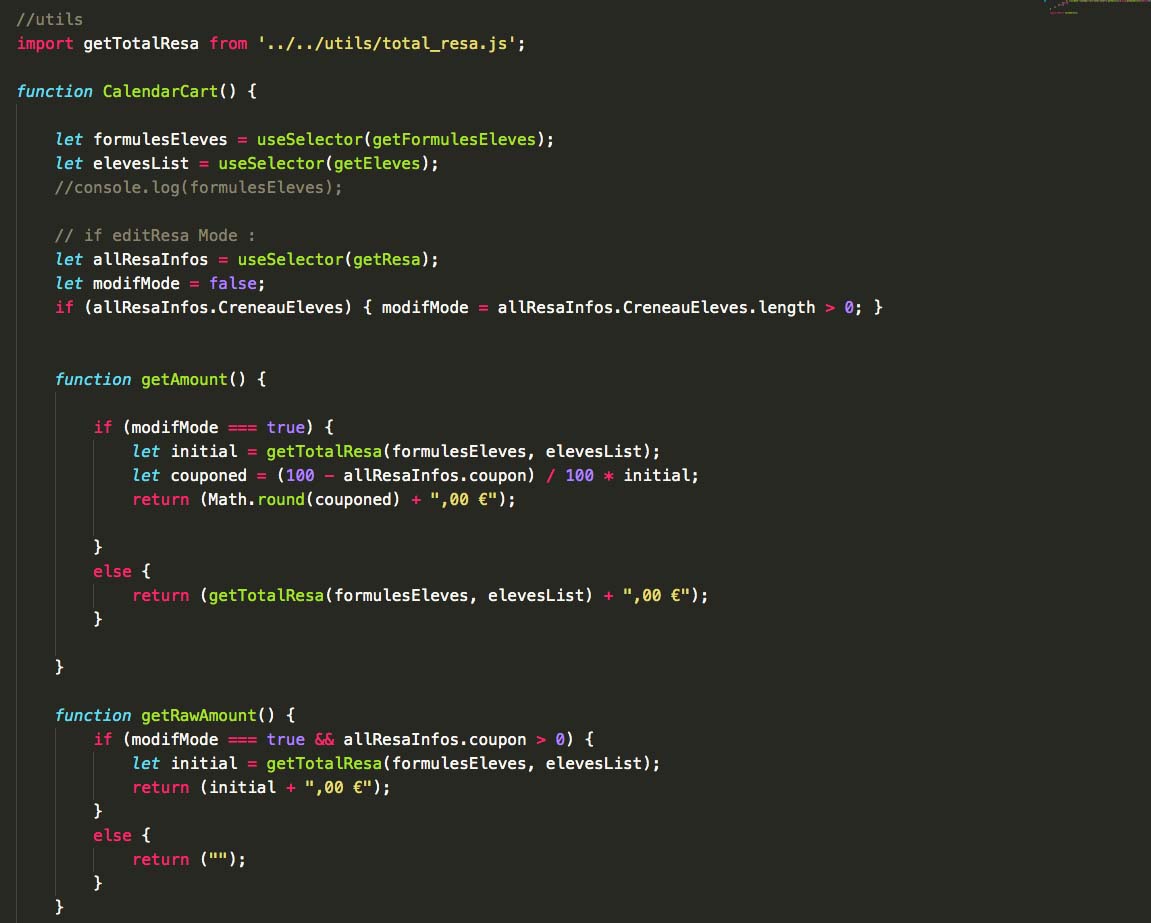 //utils
import getTotalResa from '../../utils/total_resa.js';
function CalendarCart() {
let formulesEleves = useSelector(getFormulesEleves);
let elevesList = useSelector(getEleves);
//console.log(formulesEleves);
// if editResa Mode :
let allResaInfos = useSelector(getResa);
let modifMode = false;
if (allResaInfos.CreneauEleves) { modifMode = allResaInfos.CreneauEleves.length > 0; }
function getAmount() {
if (modifMode === true) {
let initial = getTotalResa(formulesEleves, elevesList);
let couponed = (100 - allResaInfos.coupon) / 100 * initial;
return (Math.round(couponed) + ",00 €");
}
else {
return (getTotalResa(formulesEleves, elevesList) + ",00 €");
}
}
function getRawAmount() {
if (modifMode === true && allResaInfos.coupon > 0) {
let initial = getTotalResa(formulesEleves, elevesList);
return (initial + ",00 €");
}
else {
return ("");
}
}